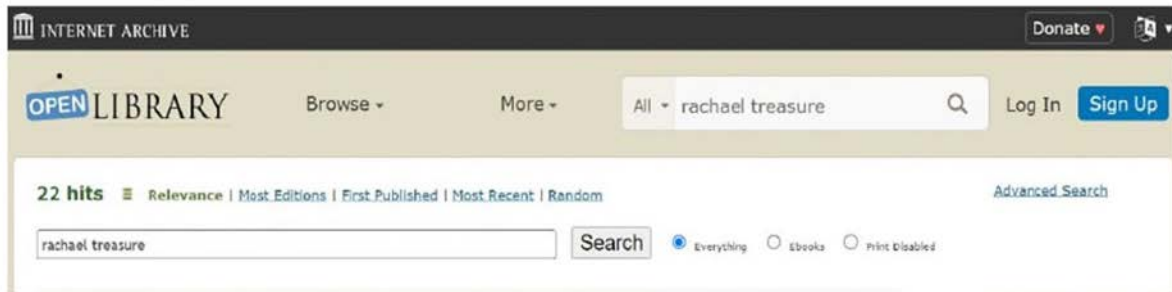 INTERNET ARCHIVE Donate ♥
OPEN LIBRARY Browse More All rachael treasure Log In Sign Up
22 hits Relevance | Most Editions | First Published | Most Recent | Random Advanced Search
rachael treasure Search Everything Ebooks Print Disabled